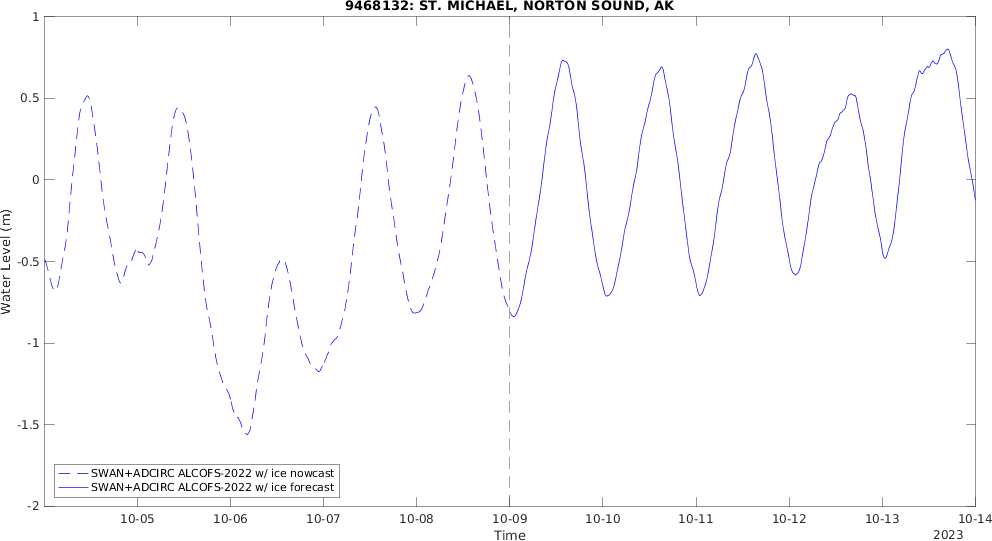 9468132: ST. MICHAEL, NORTON SOUND, AK
Water Level (m)
1
0.5
0
-0.5
-1
-1.5
-2
SWAN+ADCIRC ALCOFS-2022 w/ ice nowcast
SWAN+ADCIRC ALCOFS-2022 w/ ice forecast
10-05 10-06 10-07 10-08 10-09 10-10 10-11 10-12 10-13 10-14
Time
2023